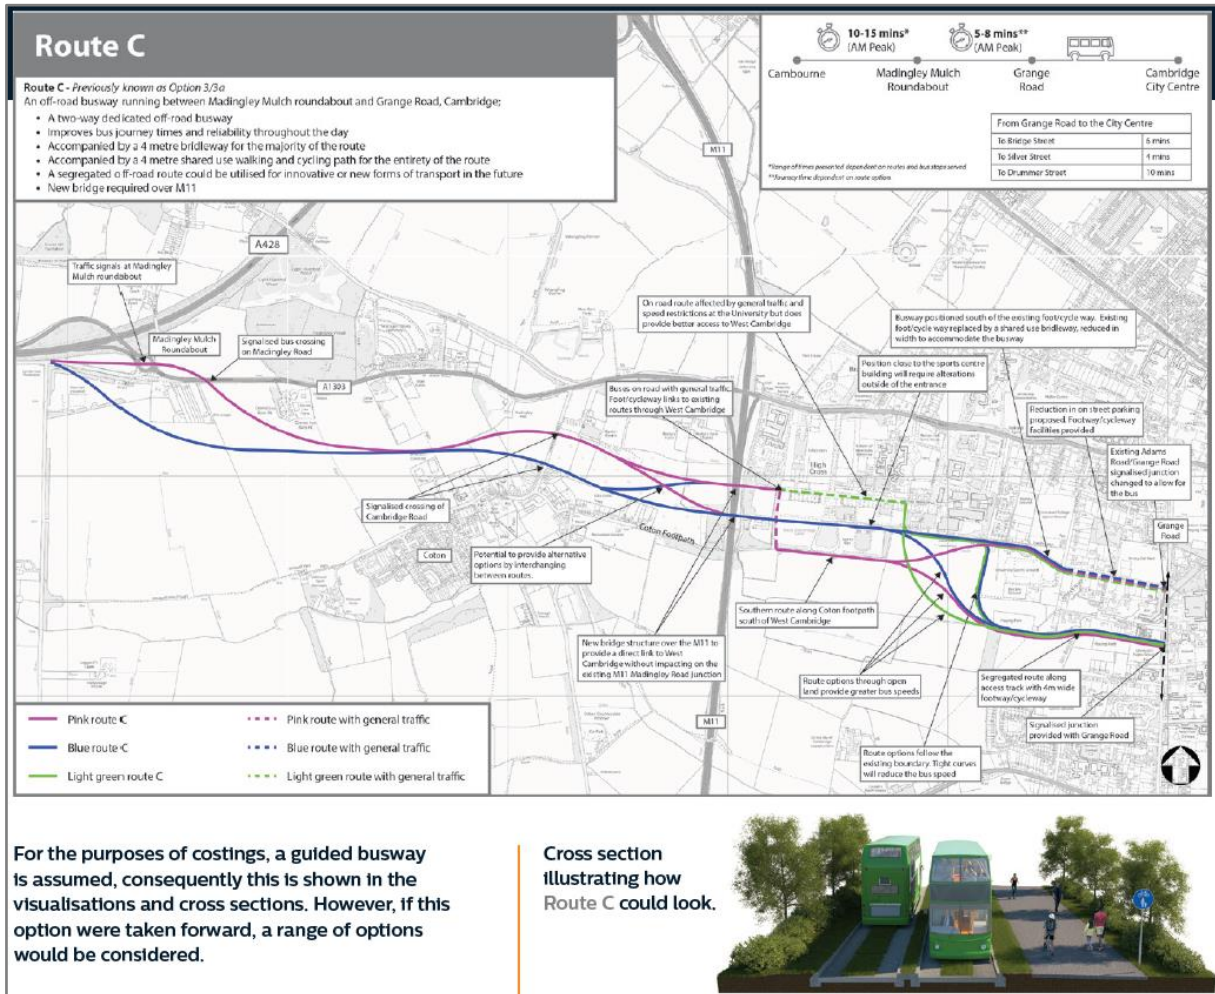 Route C
Route C - Previously known as Option 3/3a
An off-road busway running between Madingley Mulch roundabout and Grange Road, Cambridge;
• A two-way dedicated off-road busway
• Improves bus journey times and reliability throughout the day
• Accompanied by a 4 metre bridleway for the majority of the route
• Accompanied by a 4 metre shared use walking and cycling path for the entirety of the route
• A segregated off-road route could be utilised for innovative or new forms of transport in the future
• New bridge required over M11
10-15 mins*
(AM Peak)
5-8 mins**
(AM Peak)
Cambourne
Madingley Mulch
Roundabout
Grange
Road
Cambridge
City Centre
From Grange Road to the City Centre
To Bridge Street 6 mins
To Silver Street 4 mins
To Drummer Street 10 mins
*Range of times presented dependent on routes and bus stops served
**Journey time dependent on route option
M11
A428
Traffic signals at Madingley
Mulch roundabout
Madingley Mulch
Roundabout
Signalised bus crossing
on Madingley Road
A1303
On road route affected by general traffic and
speed restrictions at the University but does
provide better access to West Cambridge
Busway positioned south of the existing foot/cycle way. Existing
foot/cycle way replaced by a shared use bridleway, reduced in
width to accommodate the busway
Position close to the sports centre
building will require alterations
outside of the entrance
Buses on road with general traffic.
Foot/cycleway links to existing
routes through West Cambridge
Reduction in on street parking
proposed. Footway/cycleway
facilities provided
Existing Adams
Road/Grange Road
signalised junction
changed to allow for
the bus
High
Cross
Grange
Road
Signalised crossing of
Cambridge Road
Coton
Coton Footpath
Potential to provide alternative
options by interchanging
between routes.
Southern route along Coton footpath
south of West Cambridge
New bridge structure over the M11 to
provide a direct link to West
Cambridge without impacting on the
existing M11 Madingley Road junction
Route options through open
land provide greater bus speeds
Segregated route along
access track with 4m wide
footway/cycleway
Signalised junction
provided with Grange Road
Route options follow the
existing boundary. Tight curves
will reduce the bus speed
M11
Pink route C
Pink route with general traffic
Blue route C
Blue route with general traffic
Light green route C
Light green route with general traffic
For the purposes of costings, a guided busway
is assumed, consequently this is shown in the
visualisations and cross sections. However, if this
option were taken forward, a range of options
would be considered.
Cross section
illustrating how
Route C could look.